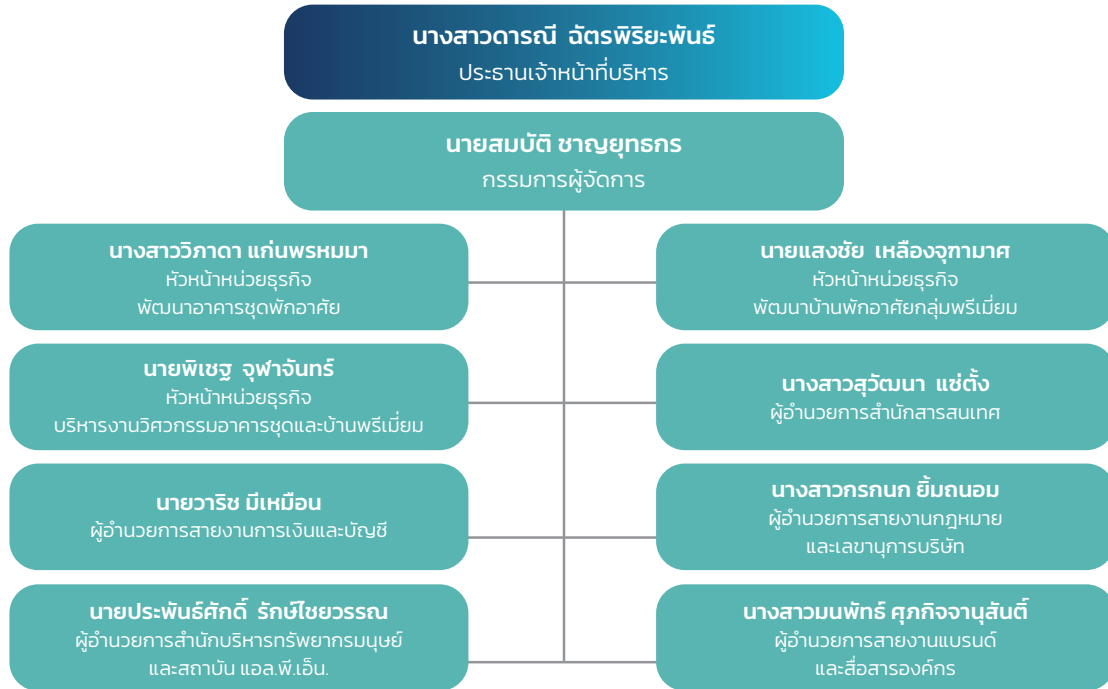 นางสาวดารณี ฉัตรพิริยะพันธ์
ประธานเจ้าหน้าที่บริหาร
นายสมบัติ ชาญยุทธกร
กรรมการผู้จัดการ
นางสาววิภาดา แก่นพรหมมา
หัวหน้าหน่วยธุรกิจ
พัฒนาอาคารชุดพักอาศัย
นายแสงชัย เหลืองจุฑามาศ
หัวหน้าหน่วยธุรกิจ
พัฒนาบ้านพักอาศัยกลุ่มพรีเมี่ยม
นายพิเชฐ จุฬาจันทร์
หัวหน้าหน่วยธุรกิจ
บริหารงานวิศวกรรมอาคารชุดและบ้านพรีเมี่ยม
นางสาวสุวัฒนา แซ่ตั้ง
ผู้อำนวยการสำนักสารสนเทศ
นายวาริช มีเหมือน
ผู้อำนวยการสายงานการเงินและบัญชี
นางสาวกรกนก ยิ้มถนอม
ผู้อำนวยการสายงานกฎหมาย
และเลขานุการบริษัท
นายประพันธ์ศักดิ์ รักษ์ไชยวรรณ
ผู้อำนวยการสำนักบริหารทรัพยากรมนุษย์
และสถาบัน แอล.พี.เอ็น.
นางสาวมนพัทธ์ ศุภกิจจานุสันติ์
ผู้อำนวยการสายงานแบรนด์
และสื่อสารองค์กร